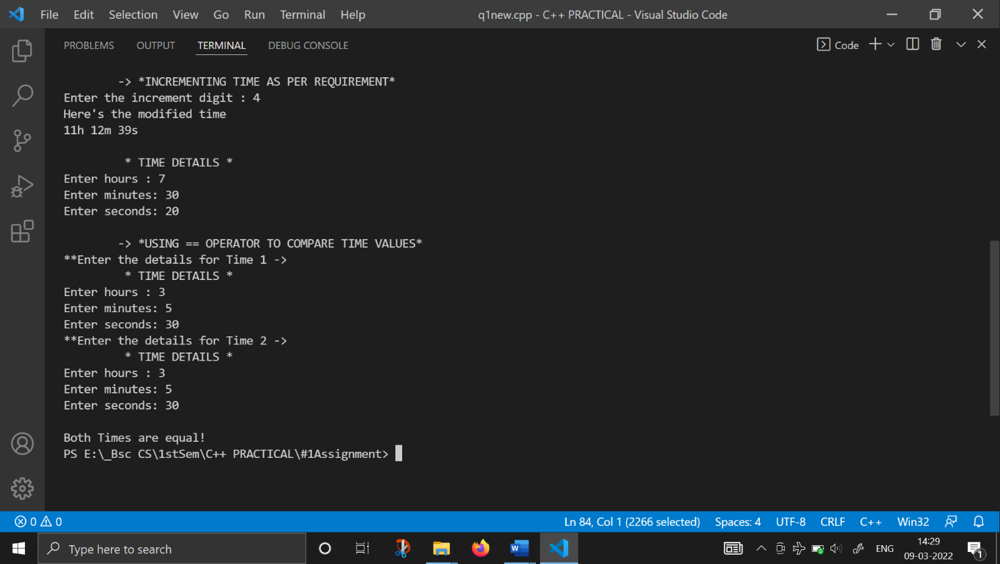 File Edit Selection View Go Run Terminal Help q1new.cpp - C++ PRACTICAL - Visual Studio Code
PROBLEMS OUTPUT TERMINAL DEBUG CONSOLE Code
-> *INCREMENTING TIME AS PER REQUIREMENT*
Enter the increment digit : 4
Here's the modified time
11h 12m 39s
* TIME DETAILS *
Enter hours : 7
Enter minutes: 30
Enter seconds: 20
-> *USING == OPERATOR TO COMPARE TIME VALUES*
**Enter the details for Time 1 ->
* TIME DETAILS *
Enter hours : 3
Enter minutes: 5
Enter seconds: 30
**Enter the details for Time 2 ->
* TIME DETAILS *
Enter hours : 3
Enter minutes: 5
Enter seconds: 30
Both Times are equal!
PS E:\_Bsc CS\1stSem\C++ PRACTICAL\#1Assignment>
0 0 Ln 84, Col 1 (2266 selected) Spaces: 4 UTF-8 CRLF C++ Win32
Type here to search W ENG 14:29 1
09-03-2022